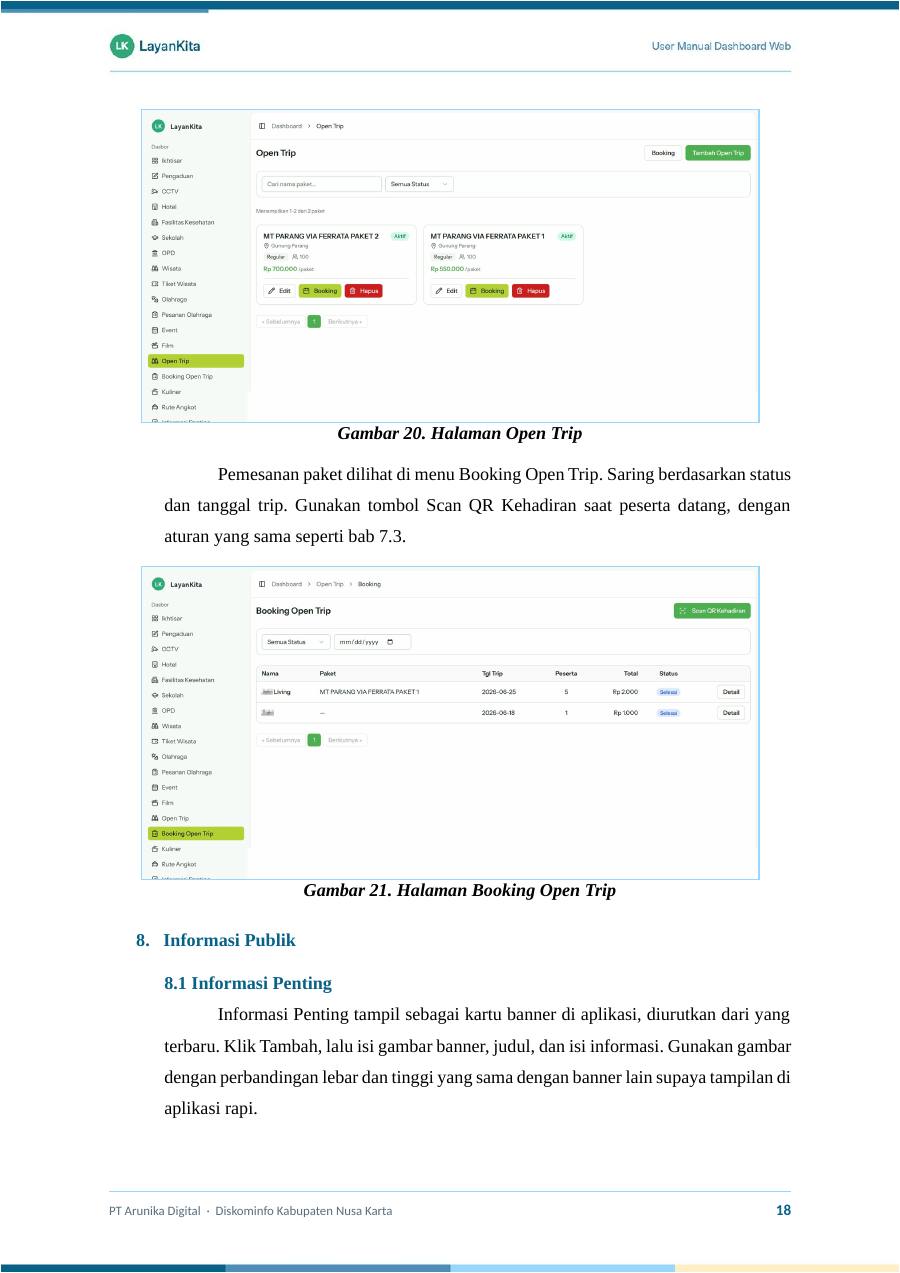 LK LayanKita
User Manual Dashboard Web
LK LayanKita
Dashboard > Open Trip
Dasbor
Ikhtisar
Pengaduan
CCTV
Hotel
Fasilitas Kesehatan
Sekolah
OPD
Wisata
Tiket Wisata
Olahraga
Pesanan Olahraga
Event
Film
Open Trip
Booking Open Trip
Kuliner
Rute Angkot
Open Trip
Booking Tambah Open Trip
Cari nama paket... Semua Status
Menampilkan 1-2 dari 2 paket
MT PARANG VIA FERRATA PAKET 2 Aktif
Gunung Parang
Regular 100
Rp 700.000 /paket
Edit Booking Hapus
MT PARANG VIA FERRATA PAKET 1 Aktif
Gunung Parang
Regular 100
Rp 550.000 /paket
Edit Booking Hapus
« Sebelumnya 1 Berikutnya »
Gambar 20. Halaman Open Trip
Pemesanan paket dilihat di menu Booking Open Trip. Saring berdasarkan status
dan tanggal trip. Gunakan tombol Scan QR Kehadiran saat peserta datang, dengan
aturan yang sama seperti bab 7.3.
LK LayanKita
Dashboard > Open Trip > Booking
Dasbor
Ikhtisar
Pengaduan
CCTV
Hotel
Fasilitas Kesehatan
Sekolah
OPD
Wisata
Tiket Wisata
Olahraga
Pesanan Olahraga
Event
Film
Open Trip
Booking Open Trip
Kuliner
Rute Angkot
Booking Open Trip
Scan QR Kehadiran
Semua Status mm/dd/yyyy
Nama Paket Tgl Trip Peserta Total Status
Living MT PARANG VIA FERRATA PAKET 1 2026-06-25 5 Rp 2.000 Selesai Detail
— 2026-06-18 1 Rp 1.000 Selesai Detail
« Sebelumnya 1 Berikutnya »
Gambar 21. Halaman Booking Open Trip
8. Informasi Publik
8.1 Informasi Penting
Informasi Penting tampil sebagai kartu banner di aplikasi, diurutkan dari yang
terbaru. Klik Tambah, lalu isi gambar banner, judul, dan isi informasi. Gunakan gambar
dengan perbandingan lebar dan tinggi yang sama dengan banner lain supaya tampilan di
aplikasi rapi.
PT Arunika Digital · Diskominfo Kabupaten Nusa Karta
18